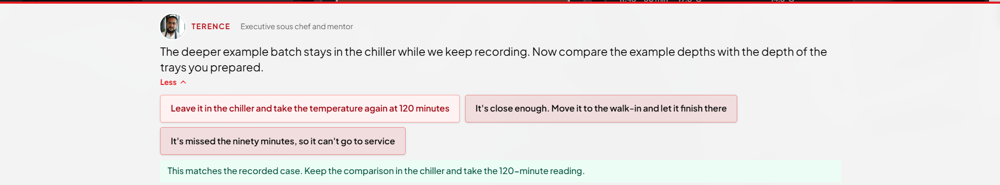 TERENCE Executive sous chef and mentor
The deeper example batch stays in the chiller while we keep recording. Now compare the example depths with the depth of the
trays you prepared.
Less
Leave it in the chiller and take the temperature again at 120 minutes
It's close enough. Move it to the walk-in and let it finish there
It's missed the ninety minutes, so it can't go to service
This matches the recorded case. Keep the comparison in the chiller and take the 120-minute reading.